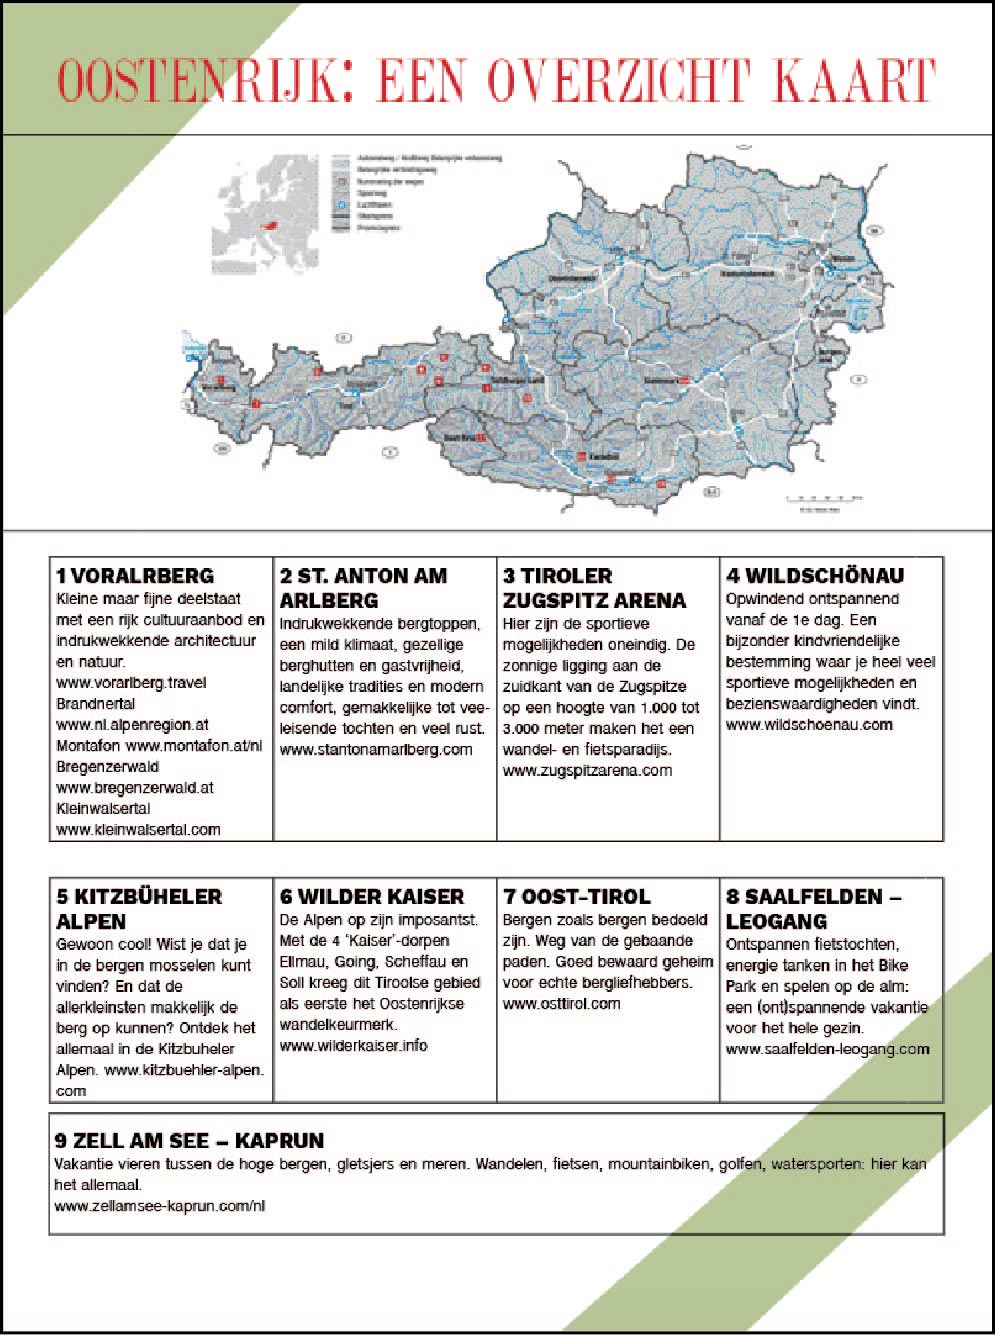 OOSTENRIJK: EEN OVERZICHT KAART
Luchthaven
Kärnten
1 VORALRBERG
Kleine maar fijne deelstaat
met een rijk cultuuraanbod en
indrukwekkende architectuur
en natuur.
www.vorarlberg.travel
Brandnertal
www.nl.alpenregion.at
Montafon www.montafon.at/nl
Bregenzerwald
www.bregenzerwald.at
Kleinwalsertal
www.kleinwalsertal.com
2 ST. ANTON AM
ARLBERG
Indrukwekkende bergtoppen,
een mild klimaat, gezellige
berghutten en gastvrijheid,
landelijke tradities en modern
comfort, gemakkelijke tot vee-
leisende tochten en veel rust.
www.stantonamarlberg.com
3 TIROLER
ZUGSPITZ ARENA
Hier zijn de sportieve
mogelijkheden oneindig. De
zonnige ligging aan de
zuidkant van de Zugspitze
op een hoogte van 1.000 tot
3.000 meter maken het een
wandel- en fietsparadijs.
www.zugspitzarena.com
4 WILDSCHÖNAU
Opwindend ontspannend
vanaf de 1e dag. Een
bijzonder kindvriendelijke
bestemming waar je heel veel
sportieve mogelijkheden en
bezienswaardigheden vindt.
www.wildschoenau.com
5 KITZBÜHELER
ALPEN
Gewoon cool! Wist je dat je
in de bergen mosselen kunt
vinden? En dat de
allerkleinsten makkelijk de
berg op kunnen? Ontdek het
allemaal in de Kitzbuheler
Alpen. www.kitzbuehler-alpen.
com
6 WILDER KAISER
De Alpen op zijn imposantst.
Met de 4 ‘Kaiser’-dorpen
Ellmau, Going, Scheffau en
Soll kreeg dit Tiroolse gebied
als eerste het Oostenrijkse
wandelkeurmerk.
www.wilderkaiser.info
7 OOST-TIROL
Bergen zoals bergen bedoeld
zijn. Weg van de gebaande
paden. Goed bewaard geheim
voor echte bergliefhebbers.
www.osttirol.com
8 SAALFELDEN –
LEOGANG
Ontspannen fietstochten,
energie tanken in het Bike
Park en spelen op de alm:
een (ont)spannende vakantie
voor het hele gezin.
www.saalfelden-leogang.com
9 ZELL AM SEE – KAPRUN
Vakantie vieren tussen de hoge bergen, gletsjers en meren. Wandelen, fietsen, mountainbiken, golfen, watersporten: hier kan
het allemaal.
www.zellamsee-kaprun.com/nl